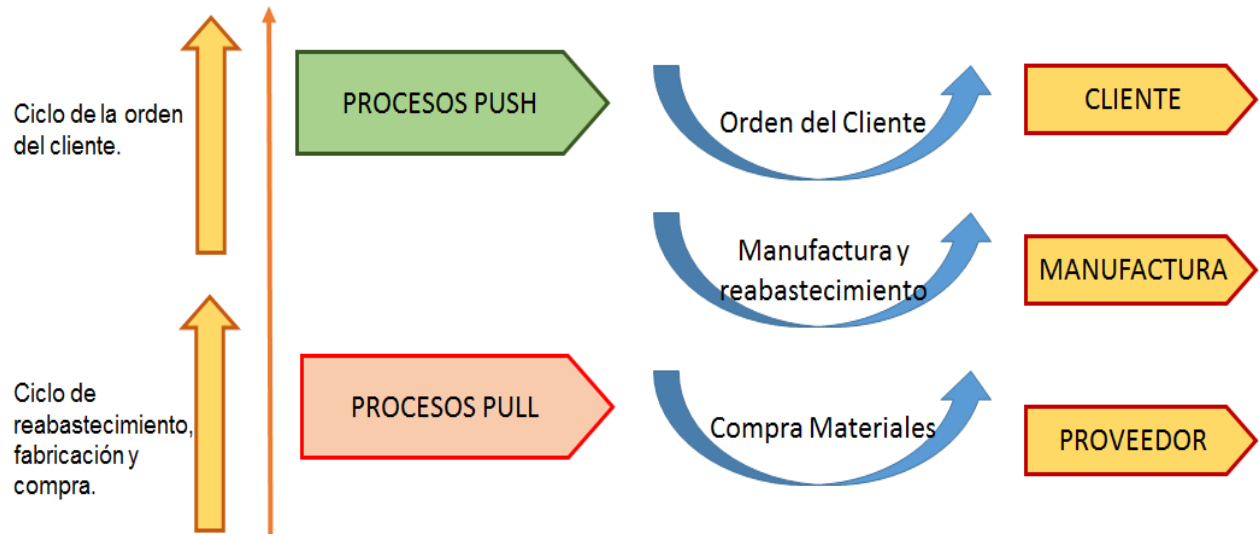 Ciclo de la orden
del cliente.
PROCESOS PUSH
Orden del Cliente
CLIENTE
Manufactura y
reabastecimiento
MANUFACTURA
Ciclo de
reabastecimiento,
fabricación y
compra.
PROCESOS PULL
Compra Materiales
PROVEEDOR